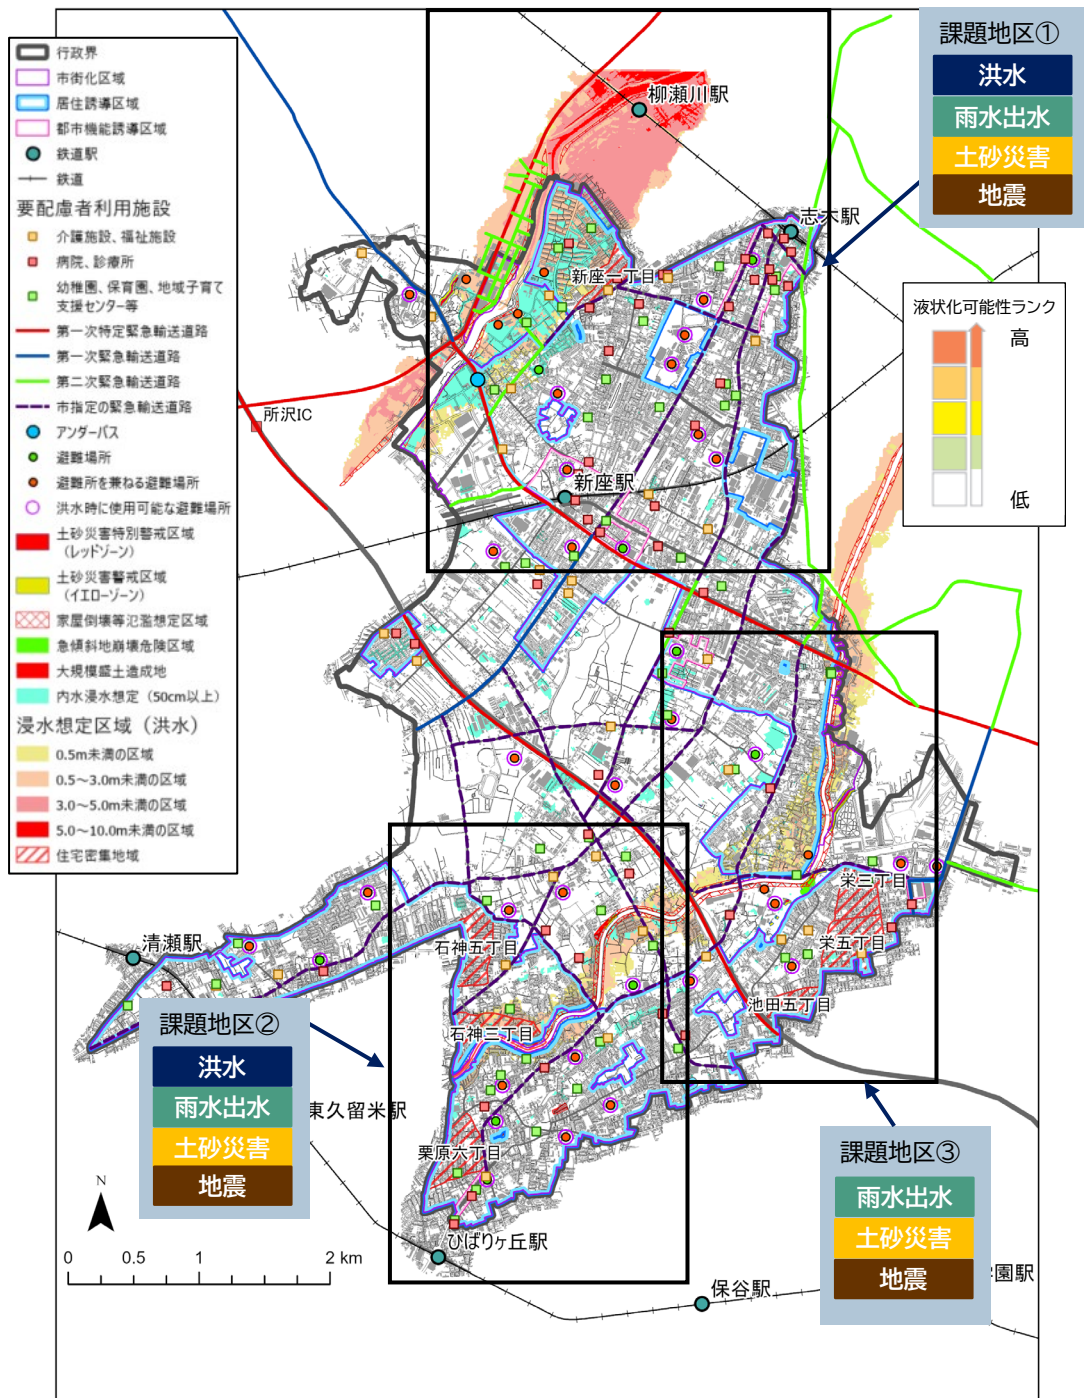 行政界
市街化区域
居住誘導区域
都市機能誘導区域
鉄道駅
鉄道
要配慮者利用施設
介護施設、福祉施設
病院、診療所
幼稚園、保育園、地域子育て
支援センター等
第一次特定緊急輸送道路
第一次緊急輸送道路
第二次緊急輸送道路
市指定の緊急輸送道路
アンダーパス
避難場所
避難所を兼ねる避難場所
洪水時に使用可能な避難場所
土砂災害特別警戒区域
（レッドゾーン）
土砂災害警戒区域
（イエローゾーン）
家屋倒壊等氾濫想定区域
急傾斜地崩壊危険区域
大規模盛土造成地
内水浸水想定（50cm以上）
浸水想定区域（洪水）
0.5m未満の区域
0.5～3.0m未満の区域
3.0～5.0m未満の区域
5.0～10.0m未満の区域
住宅密集地域
課題地区①
洪水
雨水出水
土砂災害
地震
液状化可能性ランク
高
低
柳瀬川駅
志木駅
新座一丁目
所沢IC
新座駅
栄三丁目
栄五丁目
石神五丁目
清瀬駅
池田五丁目
石神三丁目
課題地区②
洪水
雨水出水
土砂災害
地震
東久留米駅
栗原六丁目
課題地区③
雨水出水
土砂災害
地震
ひばりヶ丘駅
保谷駅
園駅
N
0 0.5 1 2 km